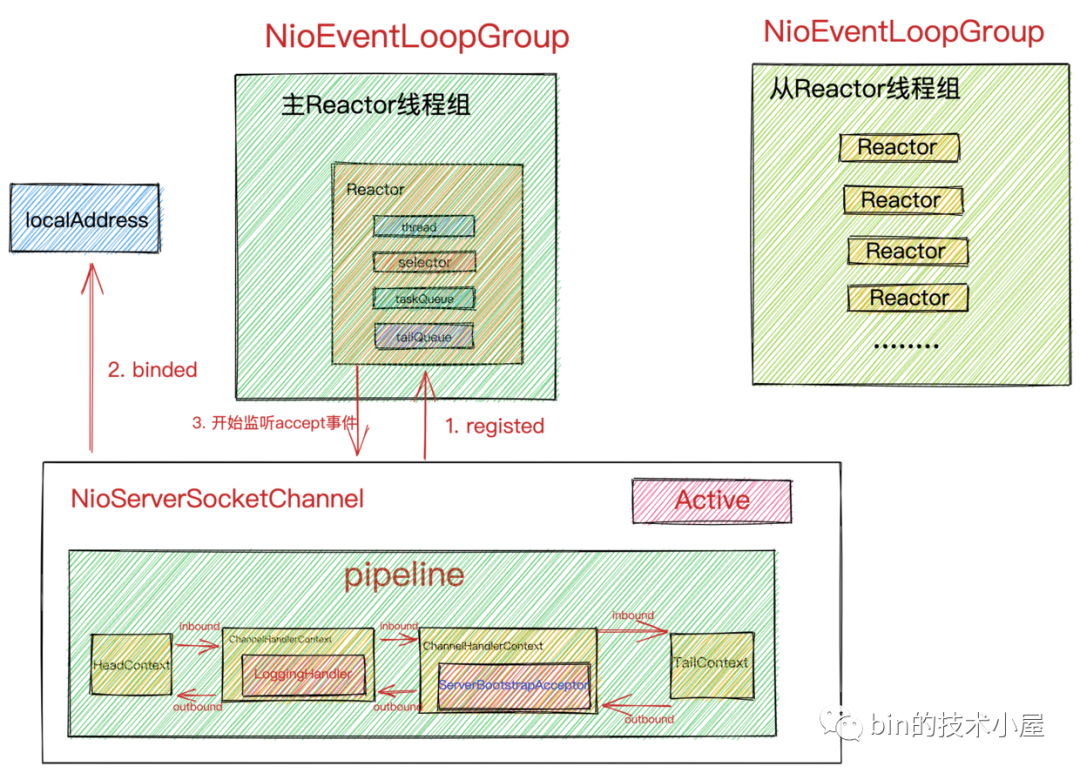 NioEventLoopGroup
主Reactor线程组
Reactor
thread
selector
taskQueue
tailQueue
NioEventLoopGroup
从Reactor线程组
Reactor
Reactor
Reactor
Reactor
........
localAddress
2. binded
3. 开始监听accept事件
1. registed
NioServerSocketChannel
Active
pipeline
HeadContext
inbound
outbound
ChannelHandlerContext
LoggingHandler
inbound
outbound
ChannelHandlerContext
ServerBootstrapAcceptor
inbound
outbound
TailContext
bin的技术小屋